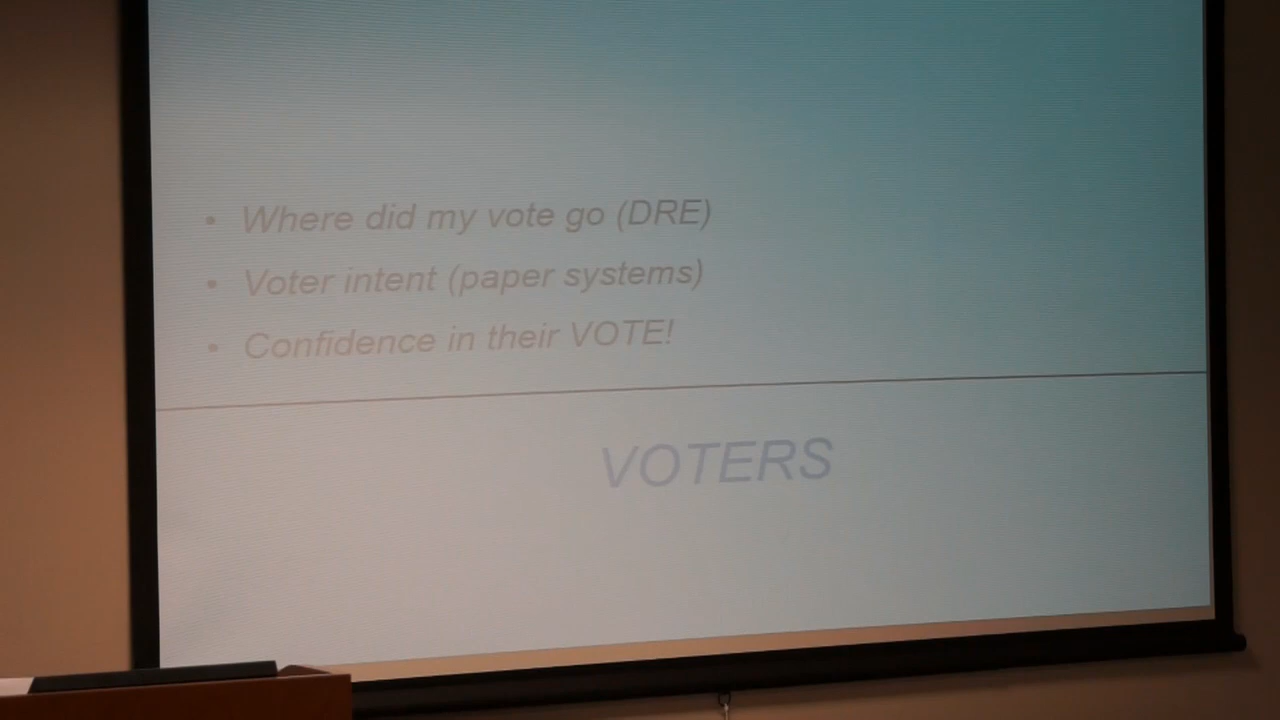 • Where did my vote go (DRE)
• Voter intent (paper systems)
• Confidence in their VOTE!
VOTERS